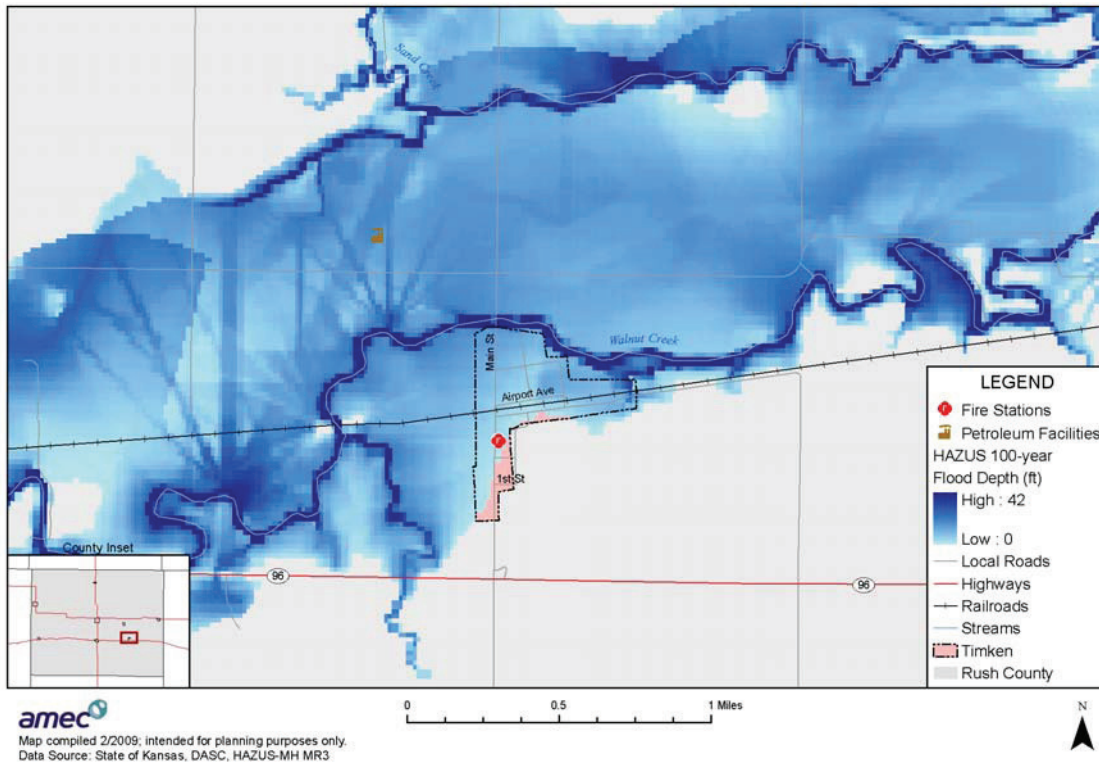 Sand Creek
Main St
Walnut Creek
Airport Ave
1st St
96
96
County Inset
LEGEND
Fire Stations
Petroleum Facilities
HAZUS 100-year
Flood Depth (ft)
High : 42
Low : 0
Local Roads
Highways
Railroads
Streams
Timken
Rush County
amec
0 0.5 1 Miles
N
Map compiled 2/2009; intended for planning purposes only.
Data Source: State of Kansas, DASC, HAZUS-MH MR3